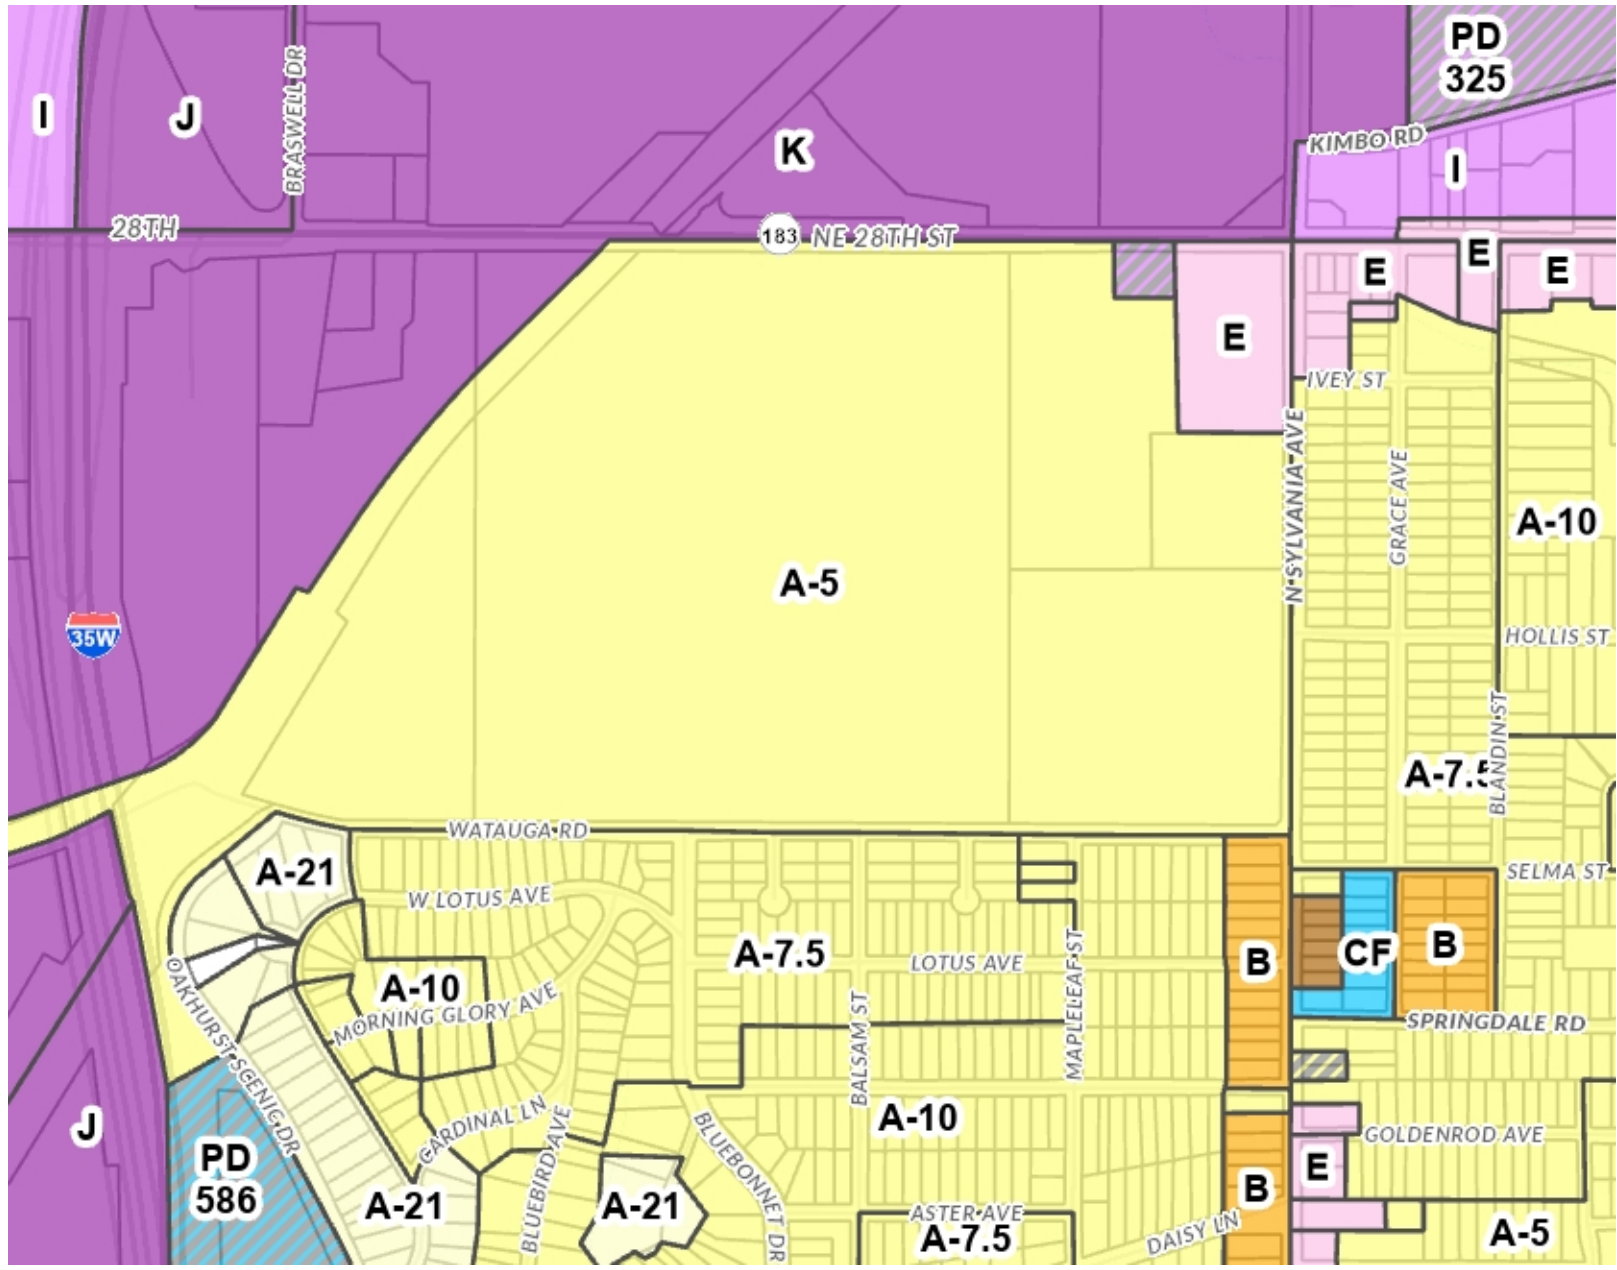 PD
325
I
J
BRASWELL DR
K
KIMBO RD
I
28TH
183
NE 28TH ST
E
E
E
E
IVEY ST
N SYLVANIA AVE
GRACE AVE
A-10
A-5
35W
HOLLIS ST
BLANDIN ST
A-7.5
WATAUGA RD
A-21
W LOTUS AVE
SELMA ST
A-7.5
LOTUS AVE
MAPLELEAF ST
B
CF
B
OAKHURST SCENIC DR
A-10
MORNING GLORY AVE
BALSAM ST
SPRINGDALE RD
J
CARDINAL LN
BLUEBIRD AVE
BLUEBONNET DR
A-10
GOLDENROD AVE
PD
586
E
A-21
A-21
B
ASTER AVE
A-7.5
DAISY LN
A-5